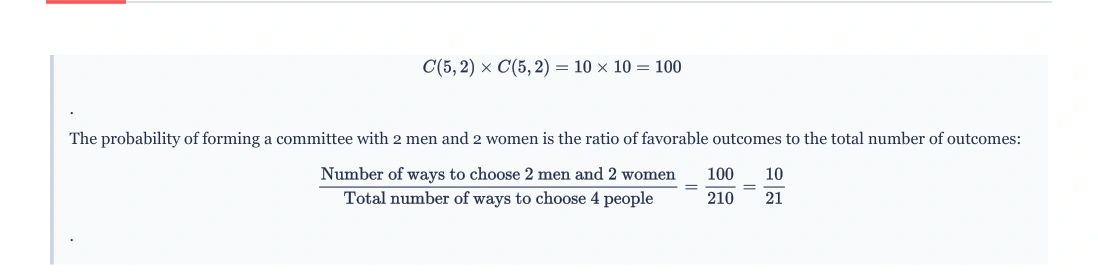 C(5, 2) × C(5, 2) = 10 × 10 = 100
.
The probability of forming a committee with 2 men and 2 women is the ratio of favorable outcomes to the total number of outcomes:
Number of ways to choose 2 men and 2 women / Total number of ways to choose 4 people = 100/210 = 10/21
.